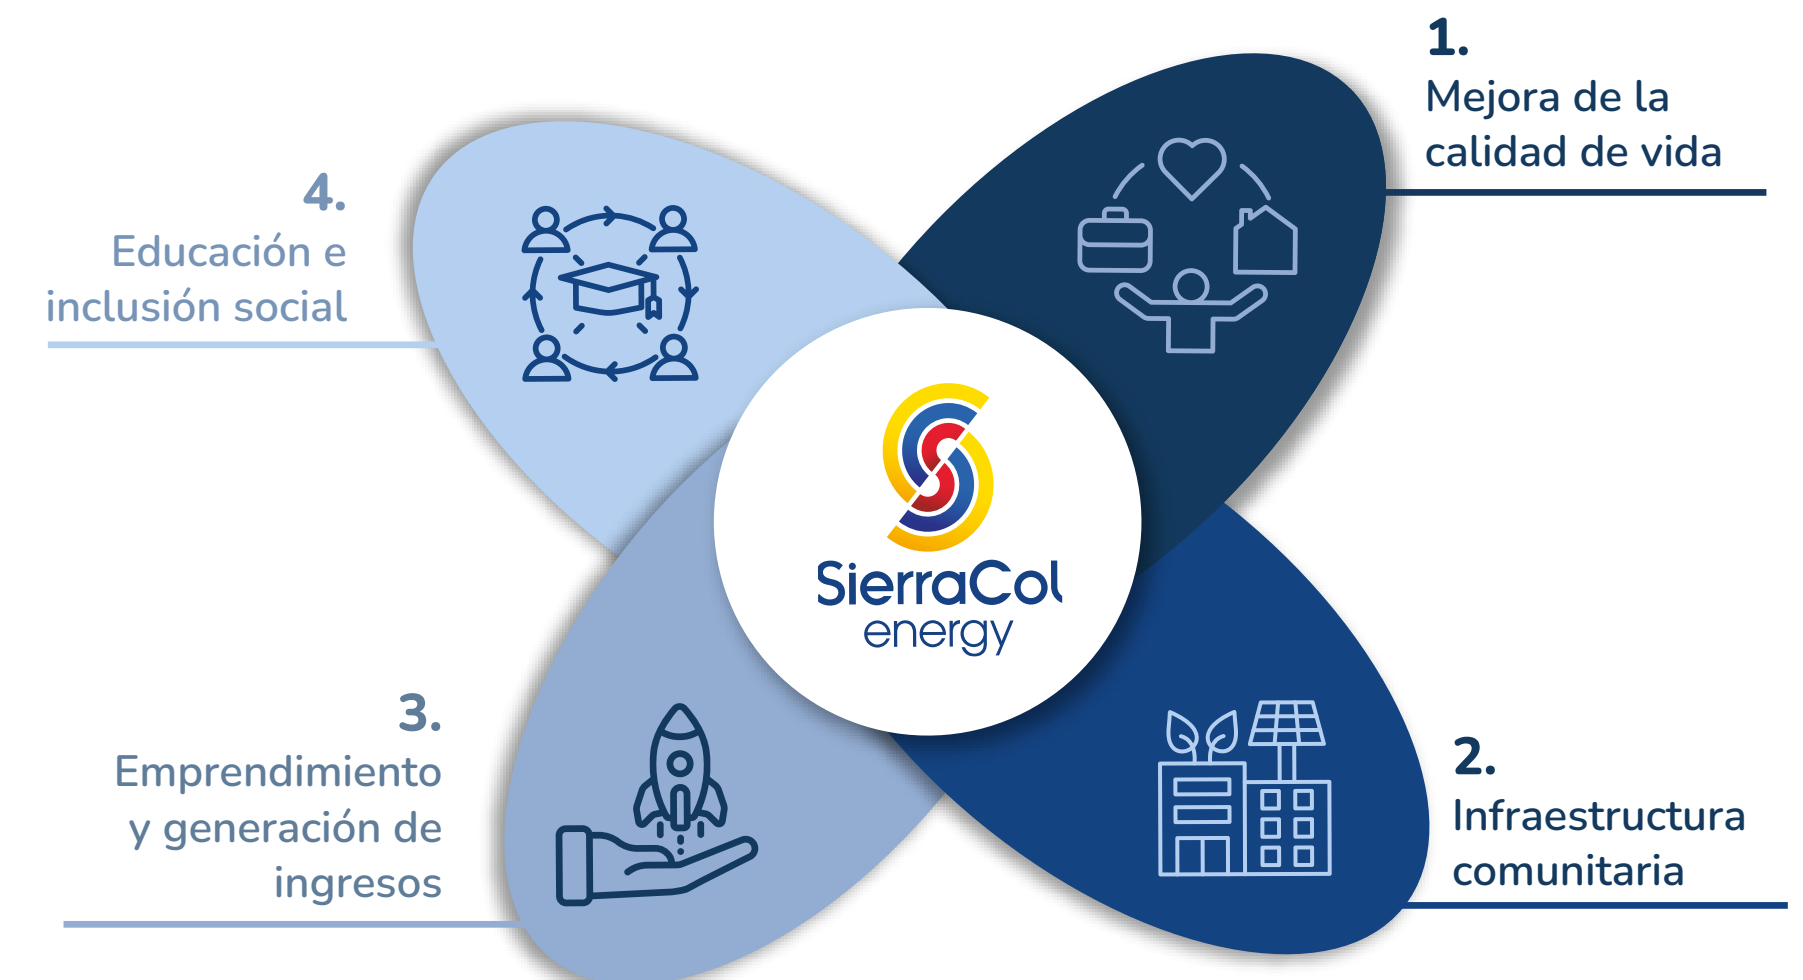 1.
Mejora de la
calidad de vida
2.
Infraestructura
comunitaria
3.
Emprendimiento
y generación de
ingresos
4.
Educación e
inclusión social
SierraCol
energy